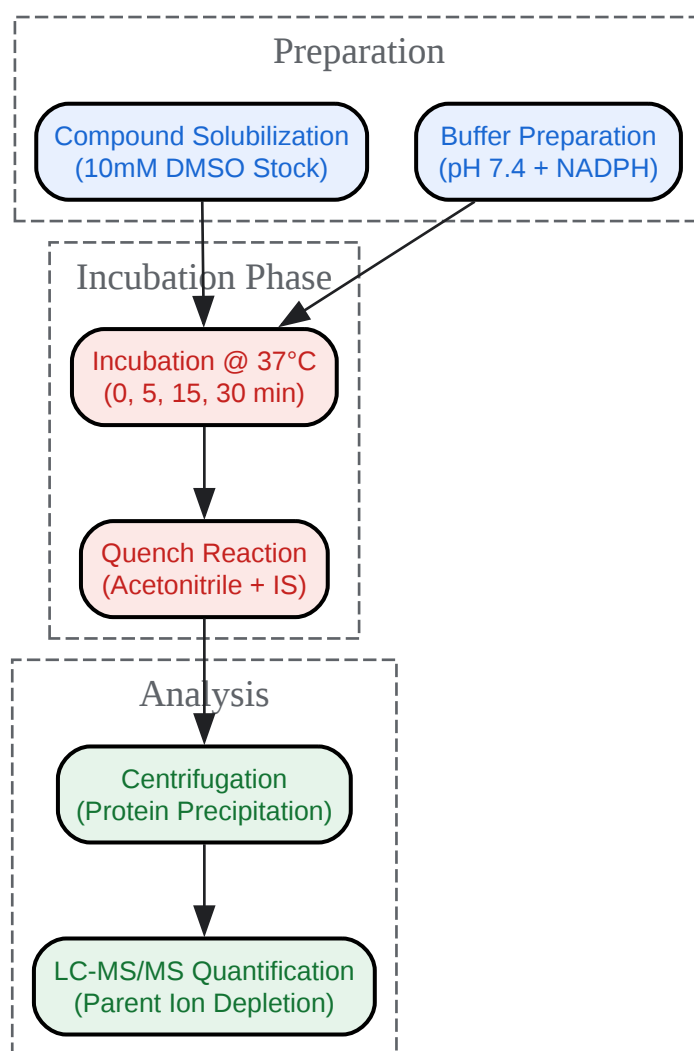 Preparation
Compound Solubilization
(10mM DMSO Stock)
Buffer Preparation
(pH 7.4 + NADPH)
Incubation Phase
Incubation @ 37°C
(0, 5, 15, 30 min)
Quench Reaction
(Acetonitrile + IS)
Analysis
Centrifugation
(Protein Precipitation)
LC-MS/MS Quantification
(Parent Ion Depletion)